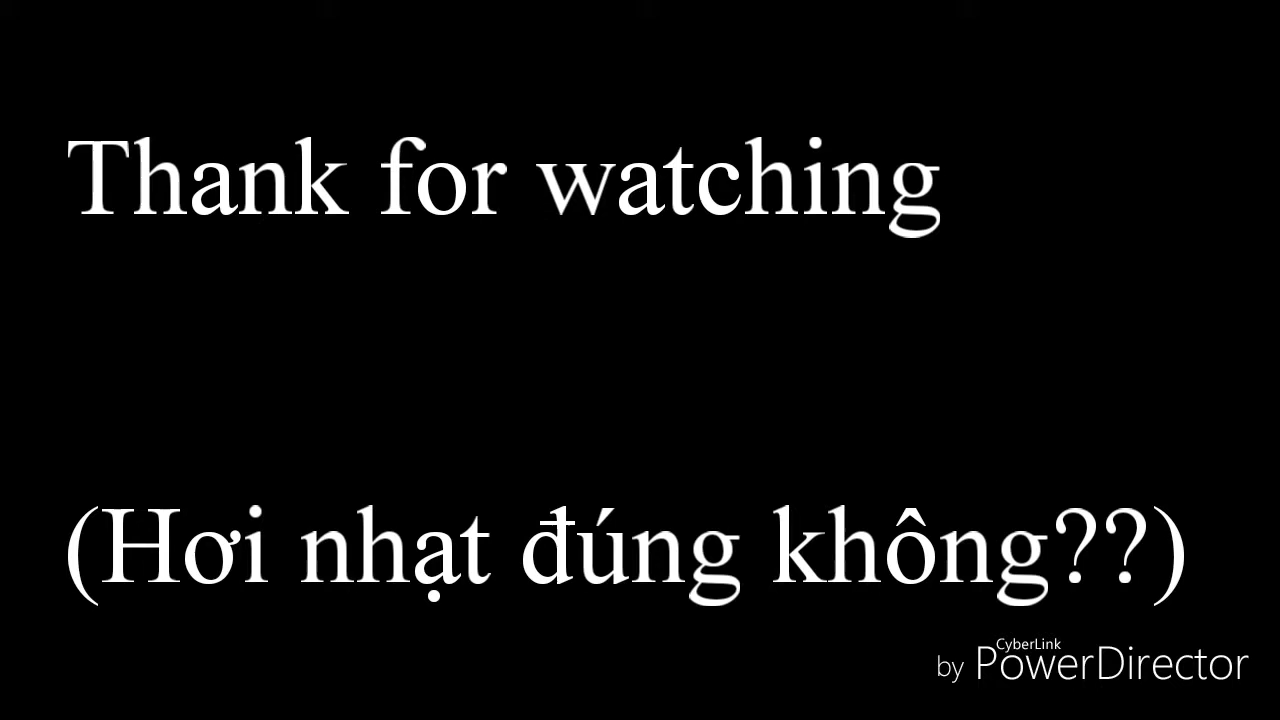 Thank for watching
(Hơi nhạt đúng không??)
CyberLink
by PowerDirector